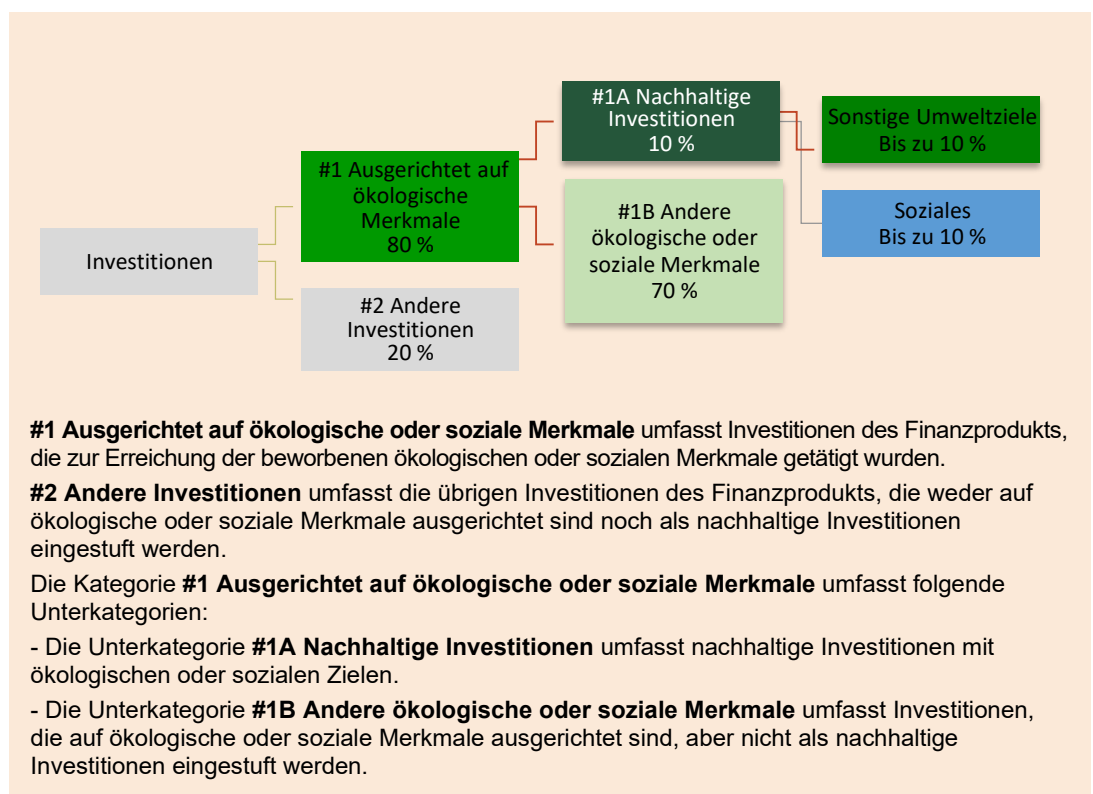 Investitionen
#1 Ausgerichtet auf
ökologische
Merkmale
80 %
#2 Andere
Investitionen
20 %
#1A Nachhaltige
Investitionen
10 %
#1B Andere
ökologische oder
soziale Merkmale
70 %
Sonstige Umweltziele
Bis zu 10 %
Soziales
Bis zu 10 %
#1 Ausgerichtet auf ökologische oder soziale Merkmale umfasst Investitionen des Finanzprodukts,
die zur Erreichung der beworbenen ökologischen oder sozialen Merkmale getätigt wurden.
#2 Andere Investitionen umfasst die übrigen Investitionen des Finanzprodukts, die weder auf
ökologische oder soziale Merkmale ausgerichtet sind noch als nachhaltige Investitionen
eingestuft werden.
Die Kategorie #1 Ausgerichtet auf ökologische oder soziale Merkmale umfasst folgende
Unterkategorien:
- Die Unterkategorie #1A Nachhaltige Investitionen umfasst nachhaltige Investitionen mit
ökologischen oder sozialen Zielen.
- Die Unterkategorie #1B Andere ökologische oder soziale Merkmale umfasst Investitionen,
die auf ökologische oder soziale Merkmale ausgerichtet sind, aber nicht als nachhaltige
Investitionen eingestuft werden.